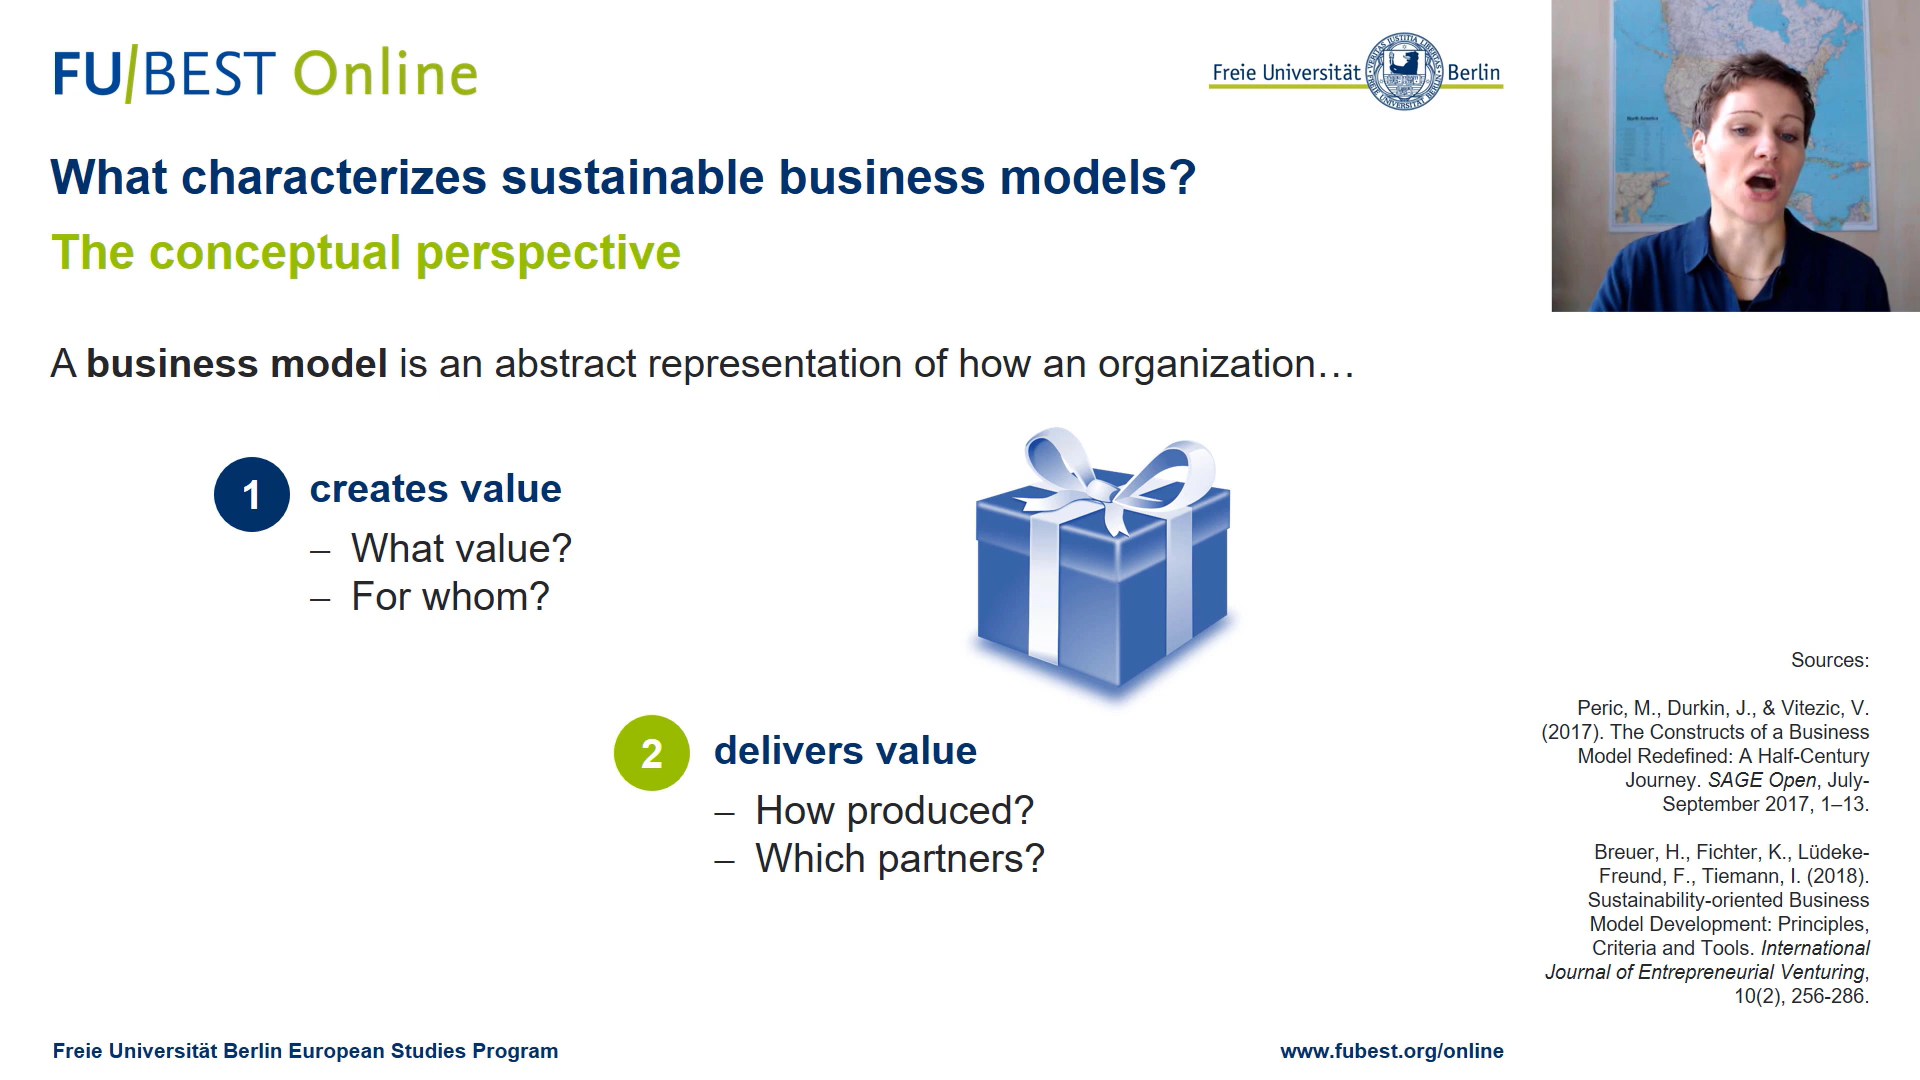 FU/BEST Online
Freie Universität Berlin
What characterizes sustainable business models?
The conceptual perspective
A business model is an abstract representation of how an organization…
1 creates value
– What value?
– For whom?
2 delivers value
– How produced?
– Which partners?
Sources:
Peric, M., Durkin, J., & Vitezic, V.
(2017). The Constructs of a Business
Model Redefined: A Half-Century
Journey. SAGE Open, July-
September 2017, 1–13.
Breuer, H., Fichter, K., Lüdeke-
Freund, F., Tiemann, I. (2018).
Sustainability-oriented Business
Model Development: Principles,
Criteria and Tools. International
Journal of Entrepreneurial Venturing,
10(2), 256-286.
Freie Universität Berlin European Studies Program
www.fubest.org/online